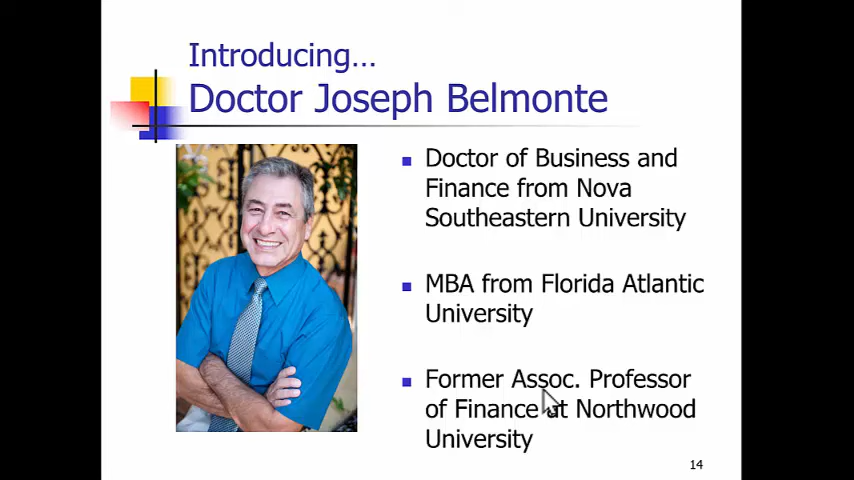 Introducing…
Doctor Joseph Belmonte
Doctor of Business and
Finance from Nova
Southeastern University
MBA from Florida Atlantic
University
Former Assoc. Professor
of Finance at Northwood
University
14